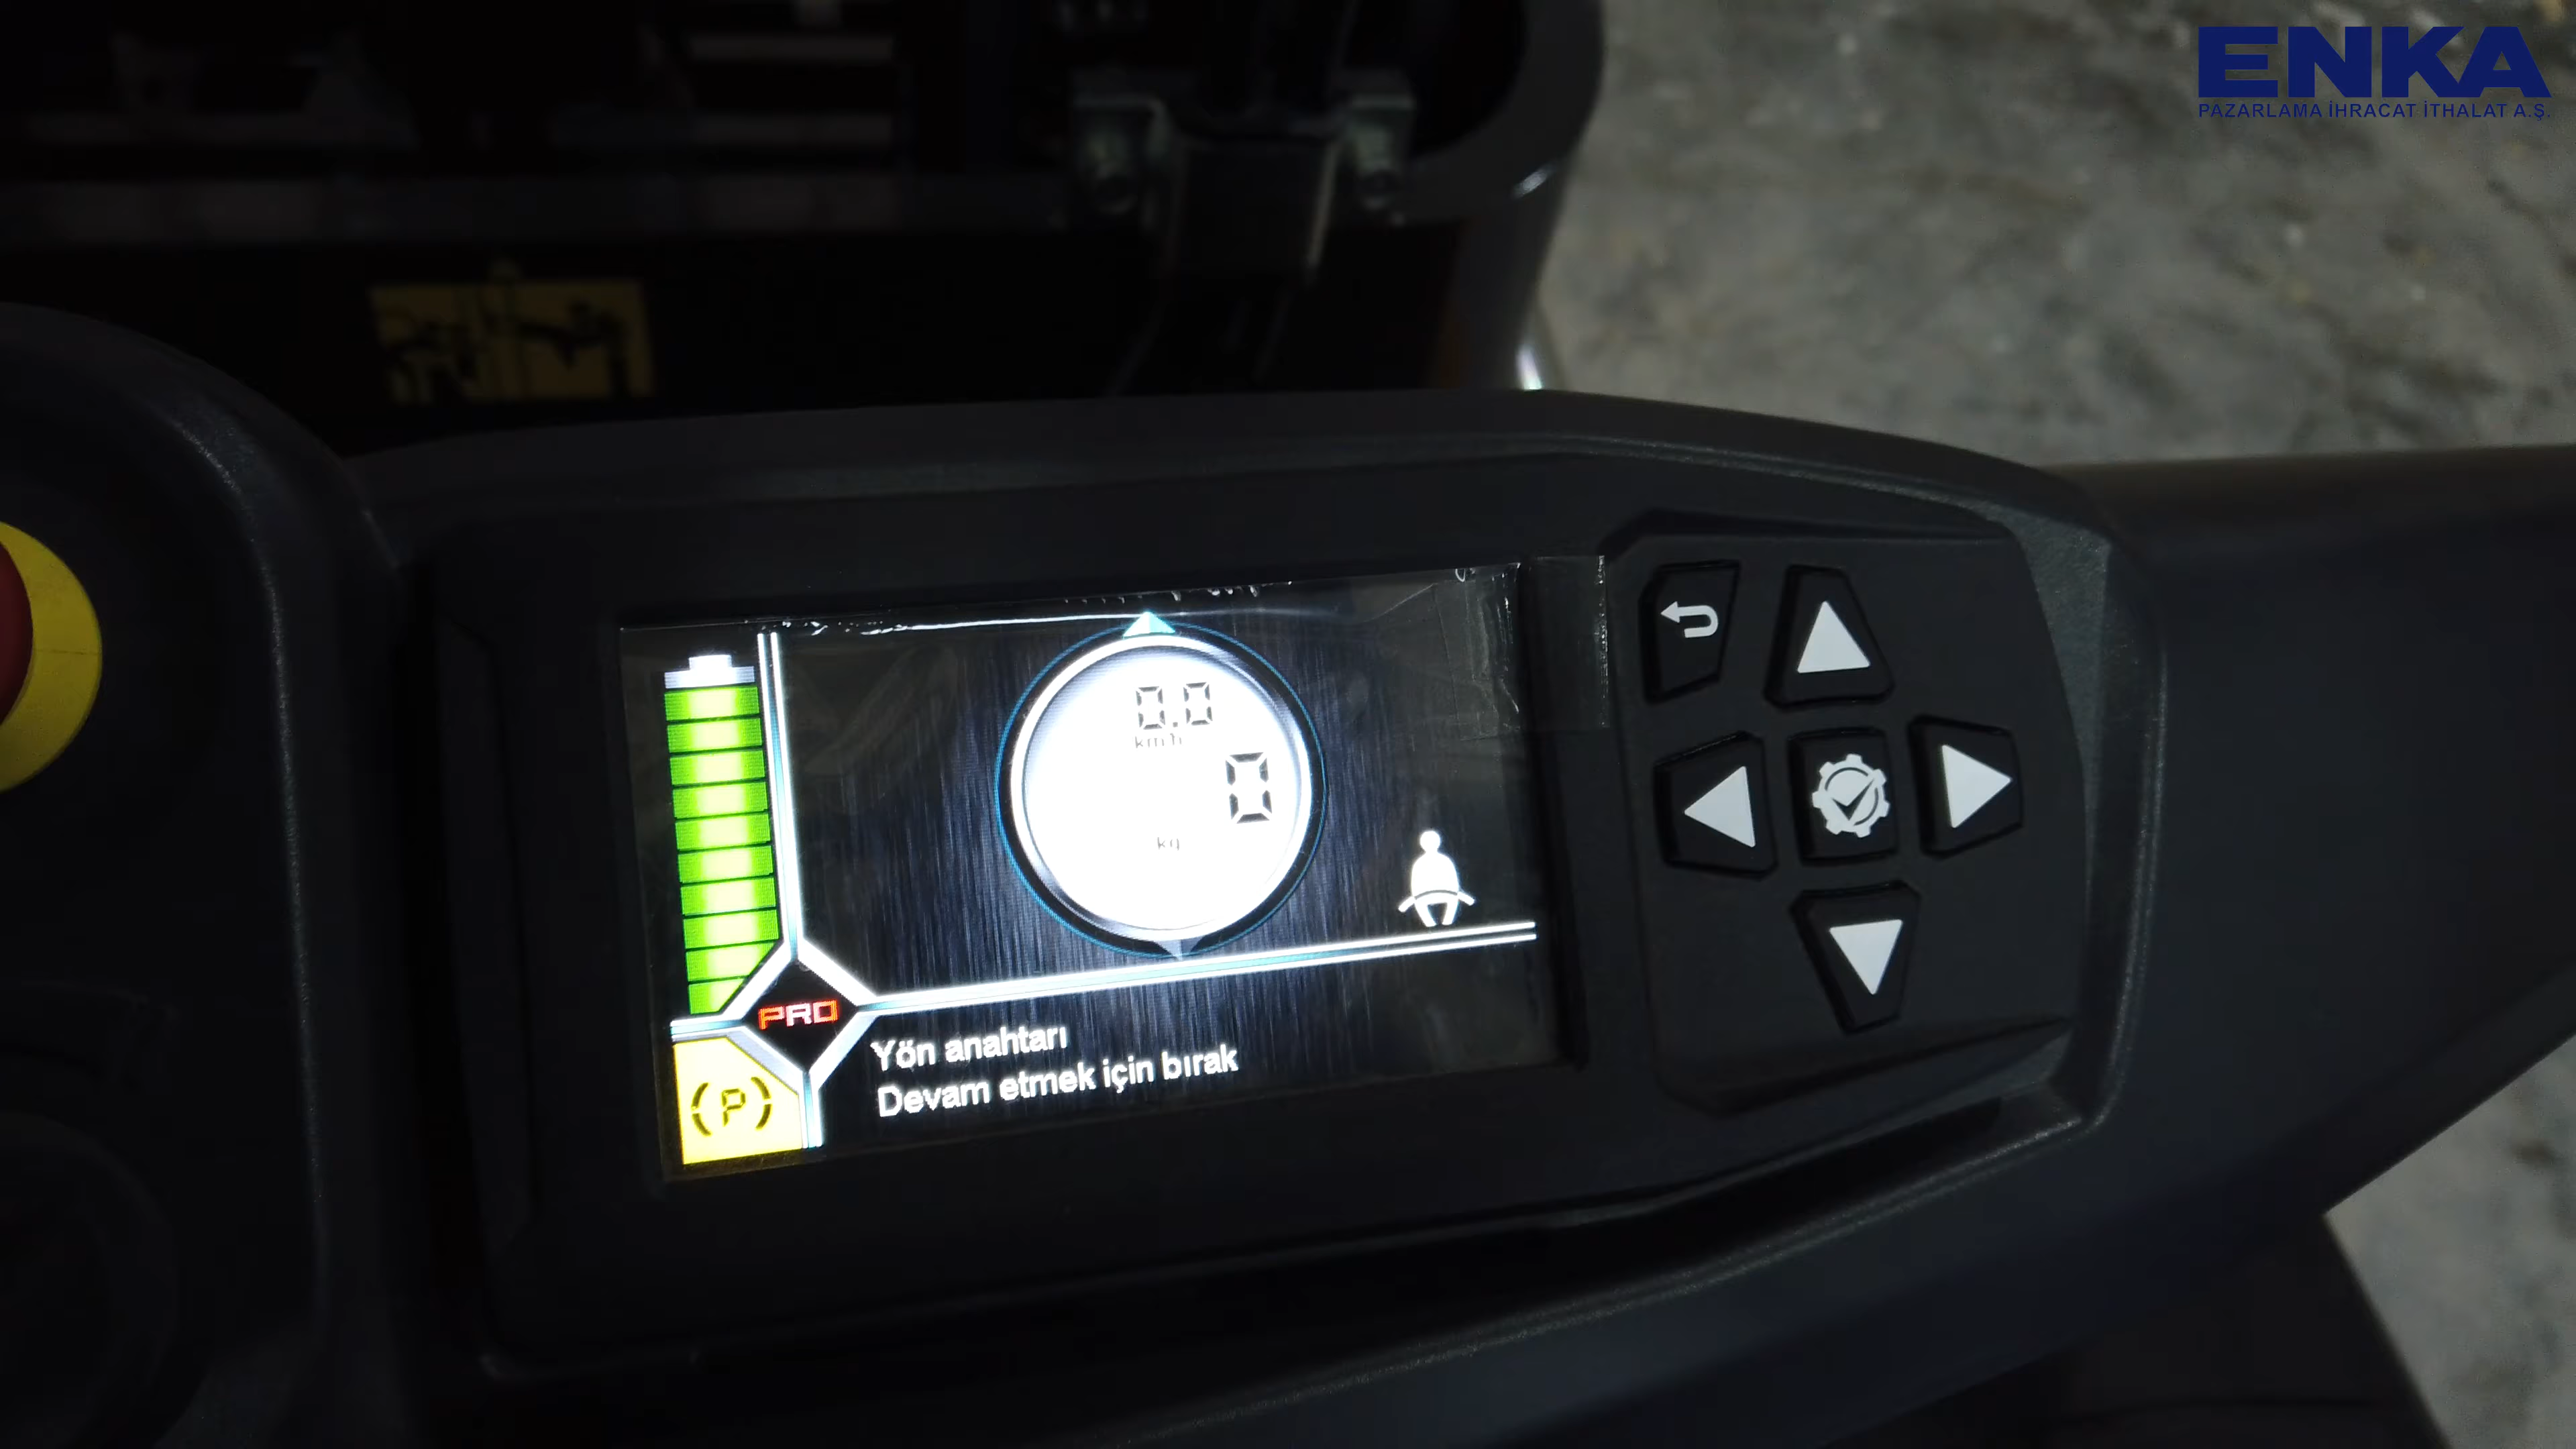 ENKA
PAZARLAMA İHRACAT İTHALAT A.Ş.
0.0
km/h
0
kg
PRO
Yön anahtarı
(P)
Devam etmek için bırak